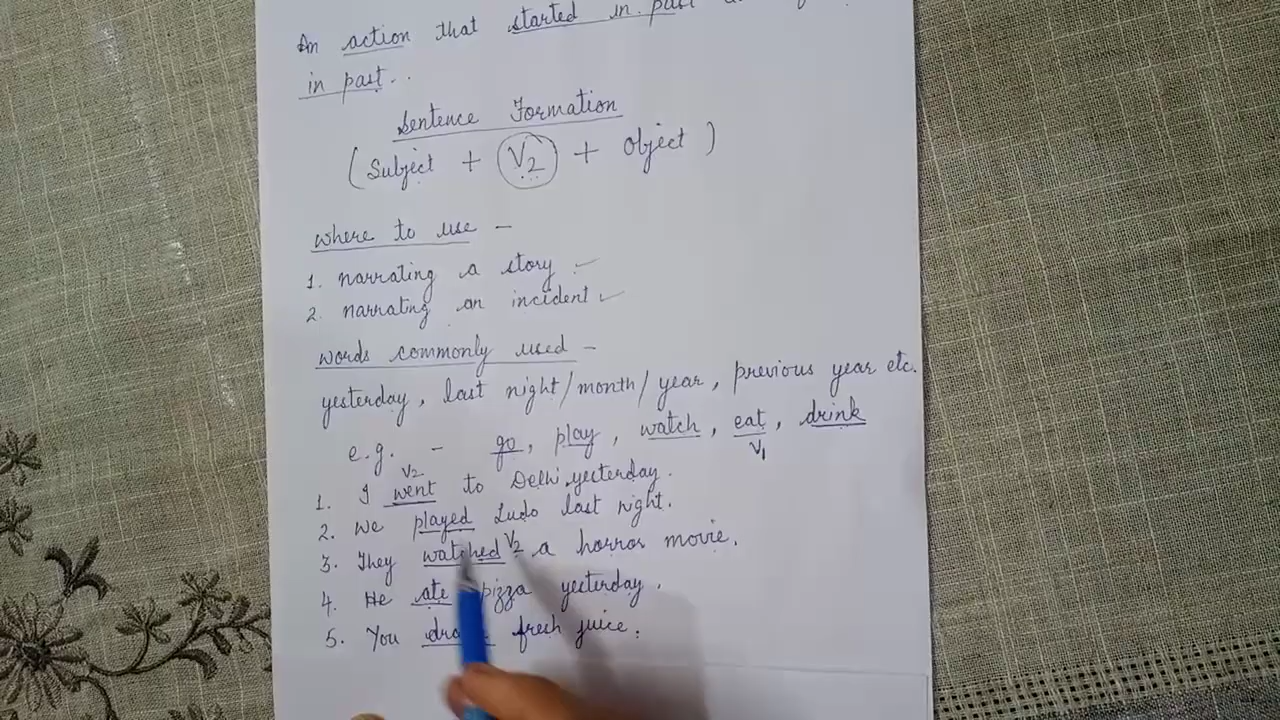 An action that started in past
in past..
Sentence Formation
(Subject + V2 + Object)
where to use -
1. narrating a story ✓
2. narrating an incident ✓
words commonly used -
yesterday, last night/month/year, previous year etc.
e.g. - go, play, watch, eat, drink
V1
V2
1. I went to Delhi yesterday.
2. We played Ludo last night.
3. They watched V2 a horror movie.
4. He ate pizza yesterday.
5. You fresh juice.